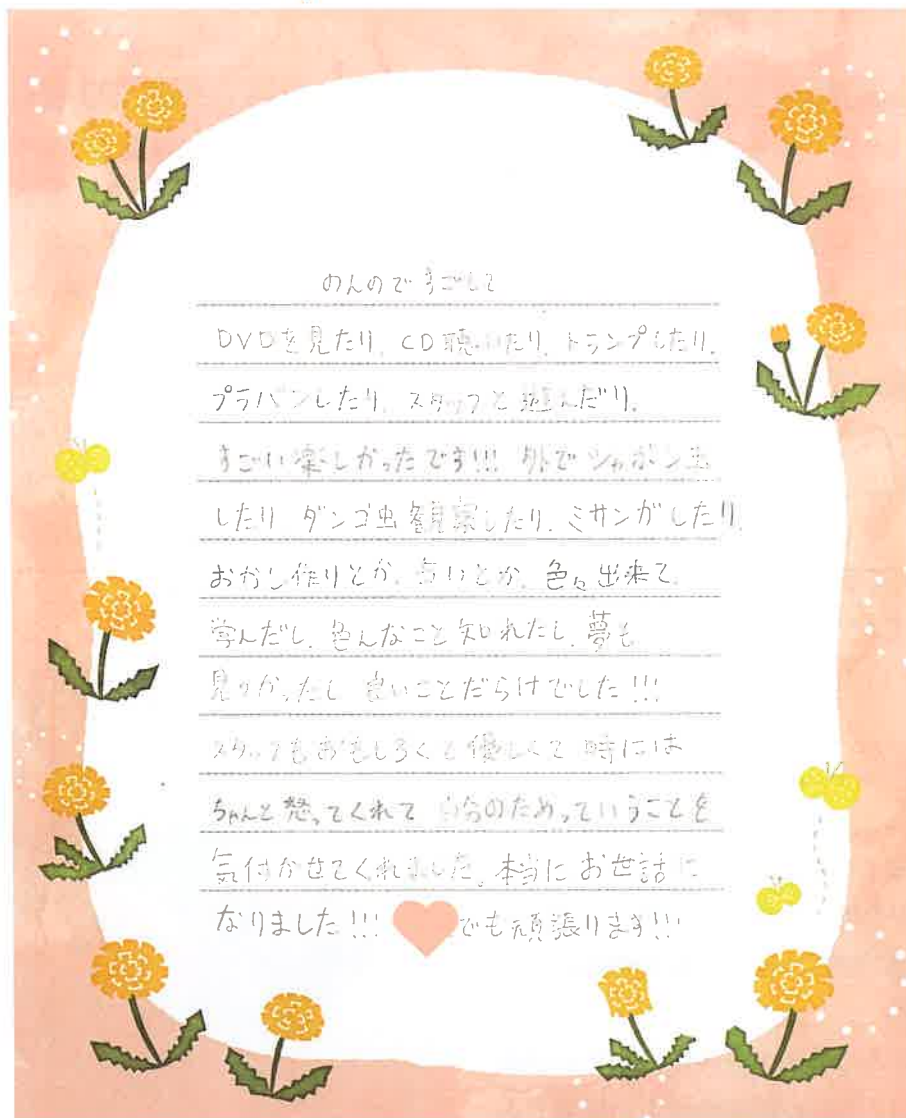 のんのですごして
DVDを見たり、CD聴いたり、トランプしたり、
プラバンしたり、スタッフと遊んだり、
すごい楽しかったです!!! 外でシャボン玉
したり、ダンゴ虫観察したり、ミサンガしたり、
おかし作りとか、占いとか、色々出来て、
学んだし、色んなこと知れたし、夢も
見つかったし 良いことだらけでした!!!
スタッフもおもしろくと優しくて 時には
ちゃんと怒ってくれて 自分のためっていうことを
気付かせてくれました。本当にお世話に
なりました!!! でも頑張ります!!!